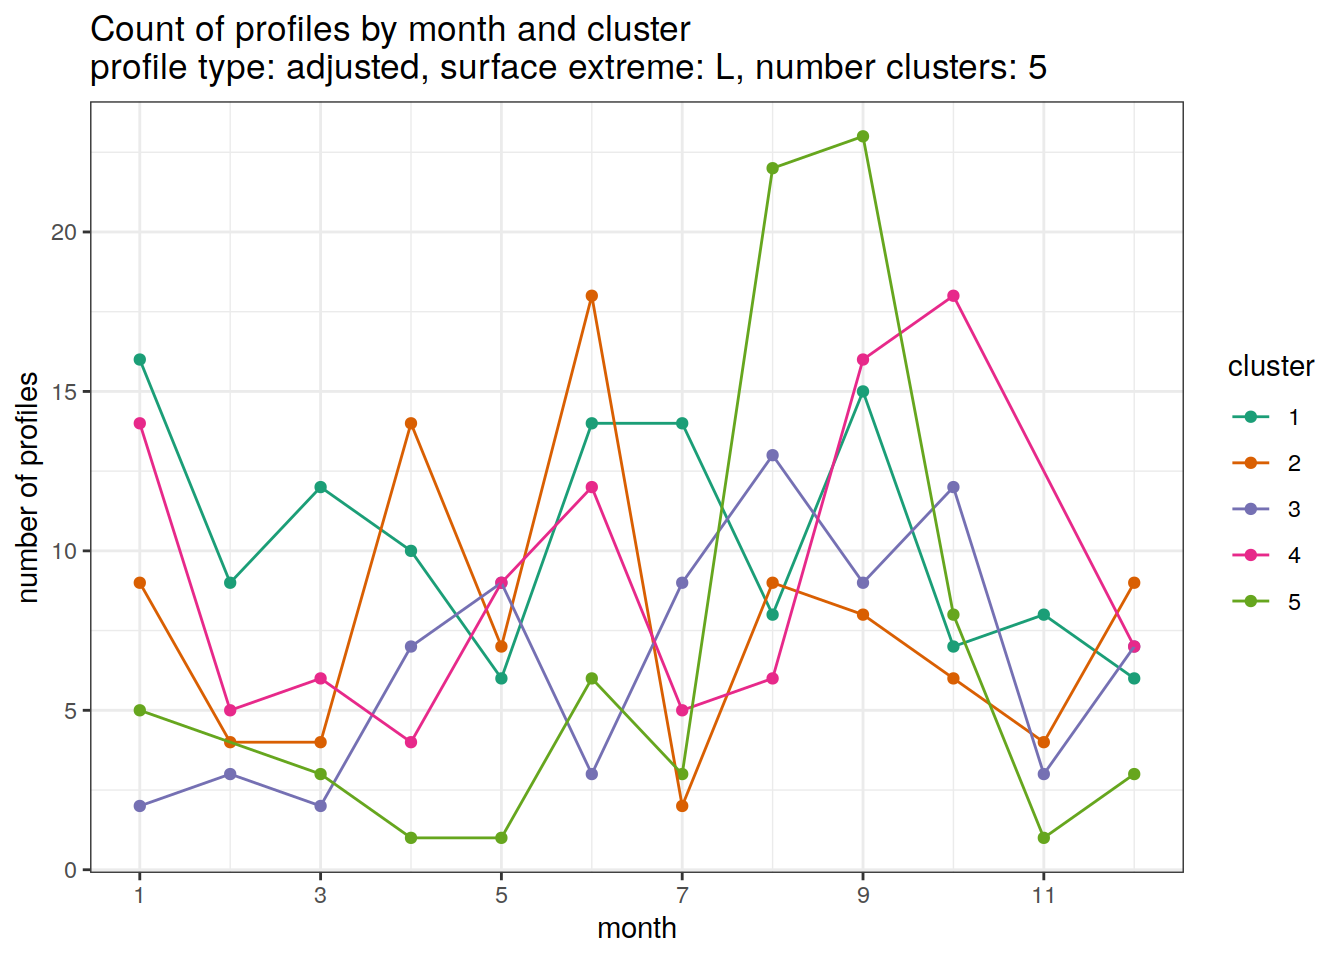 Count of profiles by month and cluster
profile type: adjusted, surface extreme: L, number clusters: 5
number of profiles
20
15
10
5
0
1 3 5 7 9 11
month
cluster
1
2
3
4
5